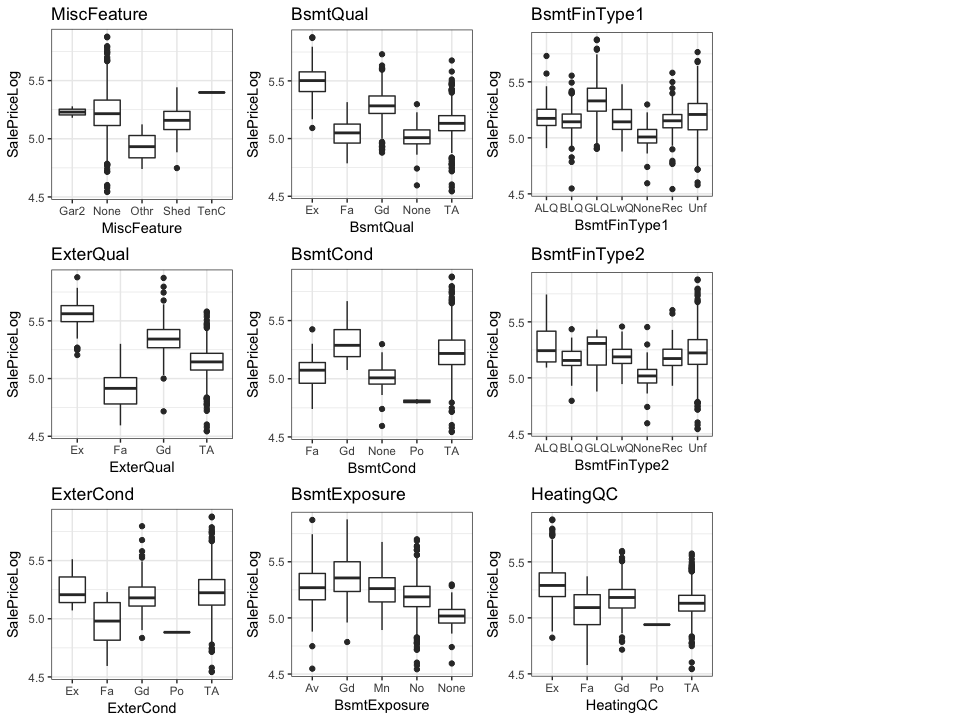 MiscFeature
SalePriceLog
5.5
5.0
4.5
Gar2 None Othr Shed TenC
MiscFeature
BsmtQual
SalePriceLog
5.5
5.0
4.5
Ex Fa Gd None TA
BsmtQual
BsmtFinType1
SalePriceLog
5.5
5.0
4.5
ALQ BLQ GLQ LwQ None Rec Unf
BsmtFinType1
ExterQual
SalePriceLog
5.5
5.0
4.5
Ex Fa Gd TA
ExterQual
BsmtCond
SalePriceLog
5.5
5.0
4.5
Fa Gd None Po TA
BsmtCond
BsmtFinType2
SalePriceLog
5.5
5.0
4.5
ALQ BLQ GLQ LwQ None Rec Unf
BsmtFinType2
ExterCond
SalePriceLog
5.5
5.0
4.5
Ex Fa Gd Po TA
ExterCond
BsmtExposure
SalePriceLog
5.5
5.0
4.5
Av Gd Mn No None
BsmtExposure
HeatingQC
SalePriceLog
5.5
5.0
4.5
Ex Fa Gd Po TA
HeatingQC